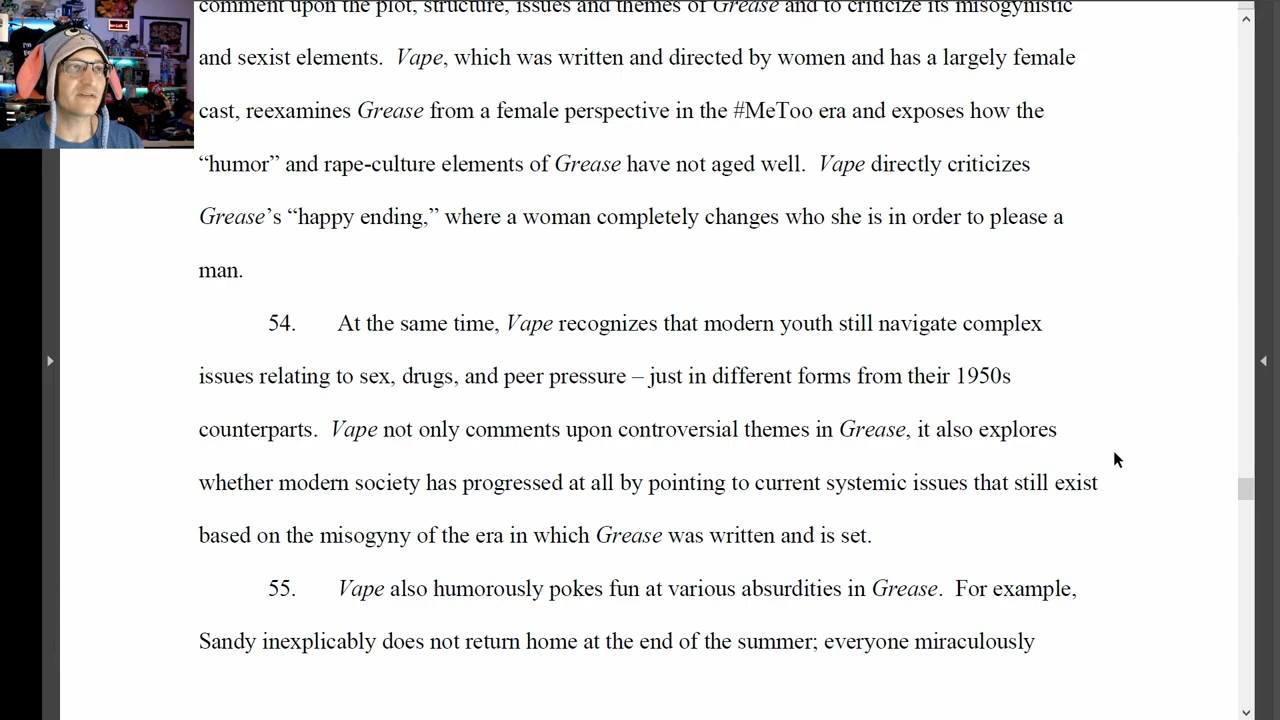 comment upon the plot, structure, issues and themes of Grease and to criticize its misogynistic
and sexist elements.  Vape, which was written and directed by women and has a largely female
cast, reexamines Grease from a female perspective in the #MeToo era and exposes how the
“humor” and rape-culture elements of Grease have not aged well.  Vape directly criticizes
Grease’s “happy ending,” where a woman completely changes who she is in order to please a
man.
54. At the same time, Vape recognizes that modern youth still navigate complex
issues relating to sex, drugs, and peer pressure – just in different forms from their 1950s
counterparts.  Vape not only comments upon controversial themes in Grease, it also explores
whether modern society has progressed at all by pointing to current systemic issues that still exist
based on the misogyny of the era in which Grease was written and is set.
55. Vape also humorously pokes fun at various absurdities in Grease.  For example,
Sandy inexplicably does not return home at the end of the summer; everyone miraculously